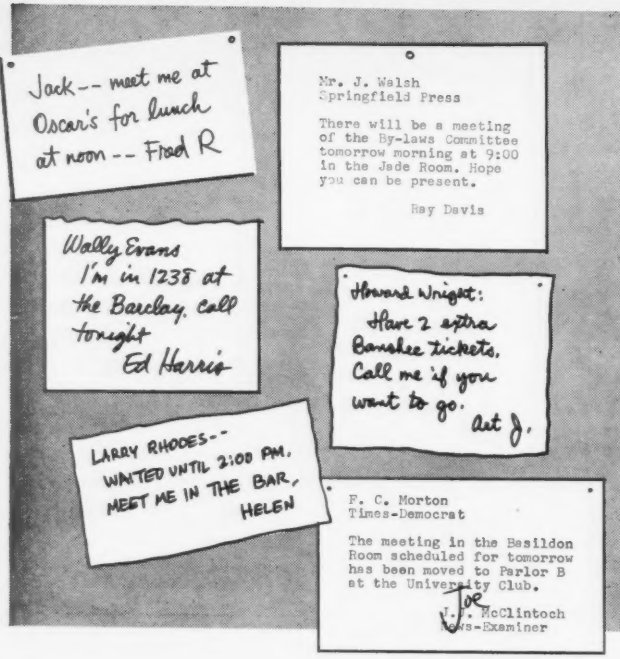 Jack-- meet me at
Oscar's for lunch
at noon -- Fred R
Mr. J. Walsh
Springfield Press
There will be a meeting
of the By-laws Committee
tomorrow morning at 9:00
in the Jade Room. Hope
you can be present.
Ray Davis
Wally Evans
I'm in 1238 at
the Barclay, call
tonight
Ed Harris
Howard Wright:
Have 2 extra
Banshee tickets.
Call me if you
want to go.
Art J.
LARRY RHODES--
WAITED UNTIL 2:00 PM.
MEET ME IN THE BAR,
HELEN
F. C. Morton
Times-Democrat
The meeting in the Basildon
Room scheduled for tomorrow
has been moved to Parlor B
at the University Club.
Joe
J.J. McClintoch
News-Examiner